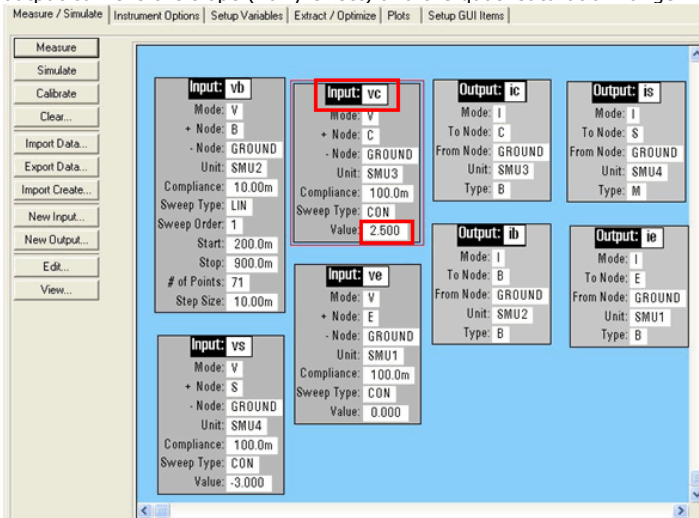 Measure / Simulate
Instrument Options
Setup Variables
Extract / Optimize
Plots
Setup GUI Items
Measure
Simulate
Calibrate
Clear...
Import Data...
Export Data...
Import Create...
New Input...
New Output...
Edit...
View...
Input: vb
Mode: V
+ Node: B
- Node: GROUND
Unit: SMU2
Compliance: 10.00m
Sweep Type: LIN
Sweep Order: 1
Start: 200.0m
Stop: 900.0m
# of Points: 71
Step Size: 10.00m
Input: vc
Mode: V
+ Node: C
- Node: GROUND
Unit: SMU3
Compliance: 100.0m
Sweep Type: CON
Value: 2.500
Output: ic
Mode: I
To Node: C
From Node: GROUND
Unit: SMU3
Type: B
Output: is
Mode: I
To Node: S
From Node: GROUND
Unit: SMU4
Type: M
Input: vs
Mode: V
+ Node: S
- Node: GROUND
Unit: SMU4
Compliance: 100.0m
Sweep Type: CON
Value: -3.000
Input: ve
Mode: V
+ Node: E
- Node: GROUND
Unit: SMU1
Compliance: 100.0m
Sweep Type: CON
Value: 0.000
Output: ib
Mode: I
To Node: B
From Node: GROUND
Unit: SMU2
Type: B
Output: ie
Mode: I
To Node: E
From Node: GROUND
Unit: SMU1
Type: B